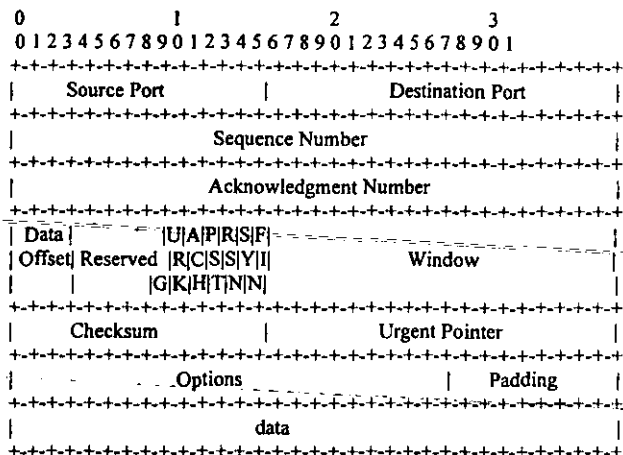 0 1 2 3
0 1 2 3 4 5 6 7 8 9 0 1 2 3 4 5 6 7 8 9 0 1 2 3 4 5 6 7 8 9 0 1
+-+-+-+-+-+-+-+-+-+-+-+-+-+-+-+-+-+-+-+-+-+-+-+-+-+-+-+-+-+-+-+-+
| Source Port | Destination Port |
+-+-+-+-+-+-+-+-+-+-+-+-+-+-+-+-+-+-+-+-+-+-+-+-+-+-+-+-+-+-+-+-+
| Sequence Number |
+-+-+-+-+-+-+-+-+-+-+-+-+-+-+-+-+-+-+-+-+-+-+-+-+-+-+-+-+-+-+-+-+
| Acknowledgment Number |
+-+-+-+-+-+-+-+-+-+-+-+-+-+-+-+-+-+-+-+-+-+-+-+-+-+-+-+-+-+-+-+-+
| Data | |U|A|P|R|S|F| |
| Offset| Reserved |R|C|S|S|Y|I| Window |
| | |G|K|H|T|N|N| |
+-+-+-+-+-+-+-+-+-+-+-+-+-+-+-+-+-+-+-+-+-+-+-+-+-+-+-+-+-+-+-+-+
| Checksum | Urgent Pointer |
+-+-+-+-+-+-+-+-+-+-+-+-+-+-+-+-+-+-+-+-+-+-+-+-+-+-+-+-+-+-+-+-+
| Options | Padding |
+-+-+-+-+-+-+-+-+-+-+-+-+-+-+-+-+-+-+-+-+-+-+-+-+-+-+-+-+-+-+-+-+
| data |
+-+-+-+-+-+-+-+-+-+-+-+-+-+-+-+-+-+-+-+-+-+-+-+-+-+-+-+-+-+-+-+-+